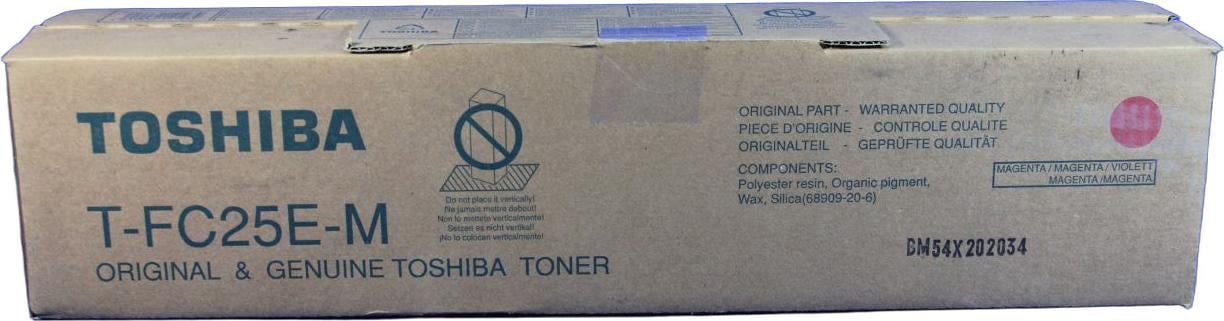 TOSHIBA
T-FC25E-M
ORIGINAL & GENUINE TOSHIBA TONER
Do not place it vertically!
Ne jamais metre debout!
Non lo mettete verticalmente!
Setzen es nicht vertikal!
¡No lo colocan verticalmente!
ORIGINAL PART - WARRANTED QUALITY
PIECE D'ORIGINE - CONTROLE QUALITE
ORIGINALTEIL - GEPRÜFTE QUALITÄT
COMPONENTS:
Polyester resin, Organic pigment,
Wax, Silica(68909-20-6)
MAGENTA / MAGENTA / VIOLETT
MAGENTA /MAGENTA
BM54X202034